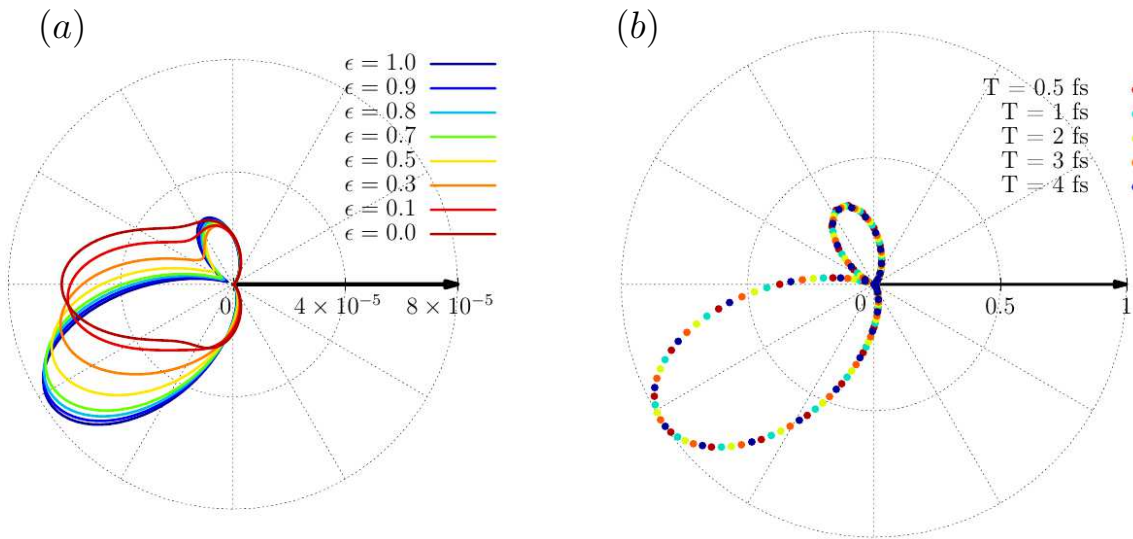 (a)
ϵ = 1.0
ϵ = 0.9
ϵ = 0.8
ϵ = 0.7
ϵ = 0.5
ϵ = 0.3
ϵ = 0.1
ϵ = 0.0
0 4 × 10⁻⁵ 8 × 10⁻⁵
(b)
T = 0.5 fs
T = 1 fs
T = 2 fs
T = 3 fs
T = 4 fs
0 0.5 1